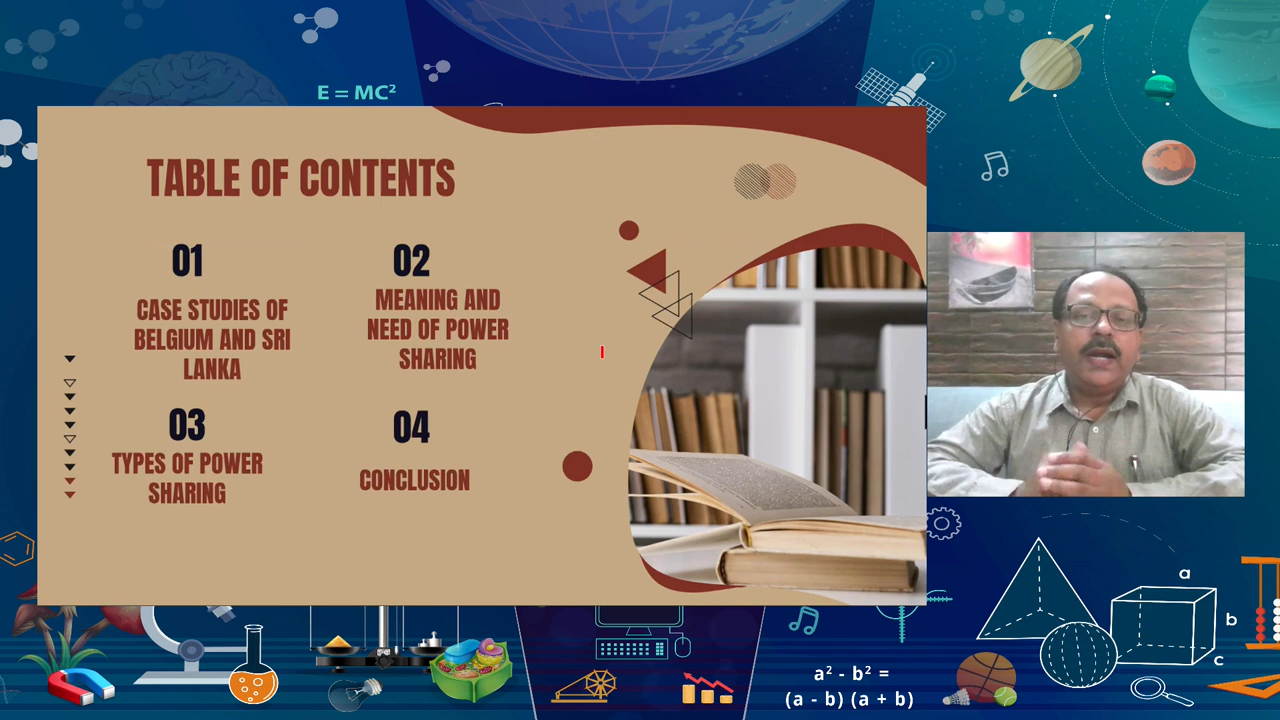 E = MC²
TABLE OF CONTENTS
01
CASE STUDIES OF
BELGIUM AND SRI
LANKA
02
MEANING AND
NEED OF POWER
SHARING
03
TYPES OF POWER
SHARING
04
CONCLUSION
a
b
c
a² - b² =
(a - b) (a + b)